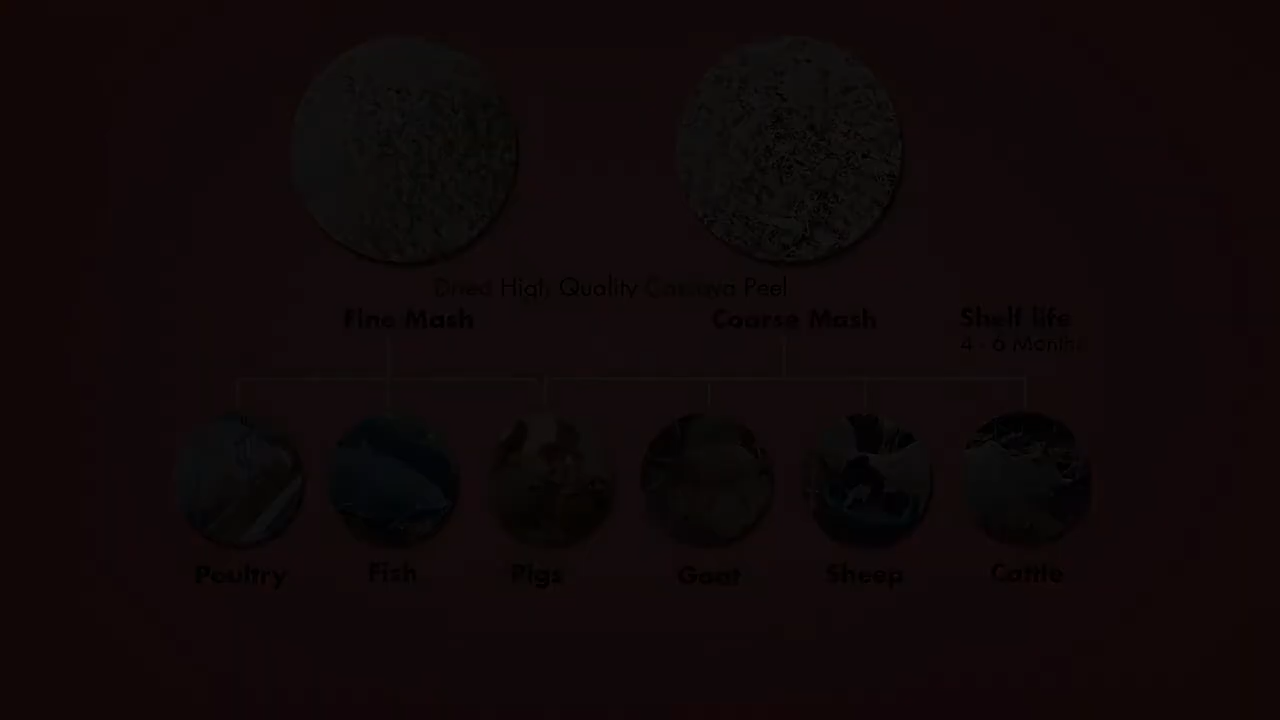 Dried High Quality Cassava Peel
Fine Mash
Coarse Mash
Shelf life
4 - 6 Months
Poultry
Fish
Pigs
Goat
Sheep
Cattle